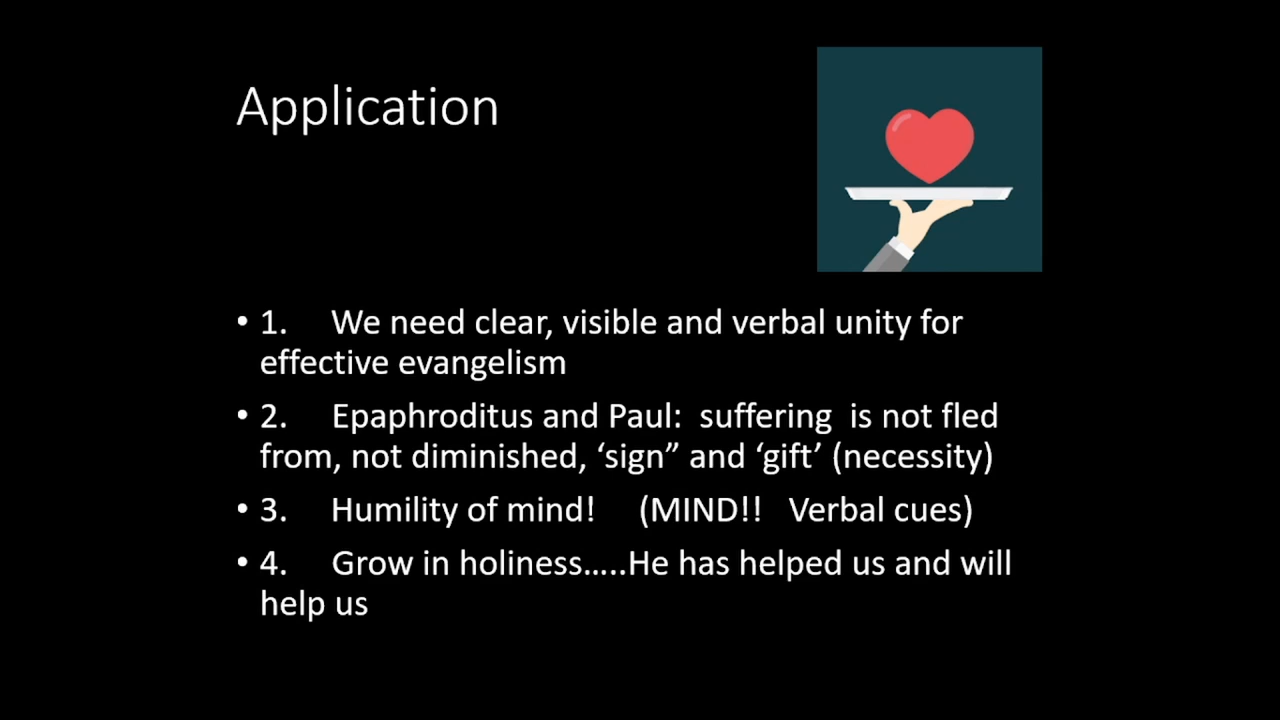 Application
• 1. We need clear, visible and verbal unity for
effective evangelism
• 2. Epaphroditus and Paul:  suffering  is not fled
from, not diminished, ‘sign” and ‘gift’ (necessity)
• 3. Humility of mind!  (MIND!!  Verbal cues)
• 4. Grow in holiness…..He has helped us and will
help us